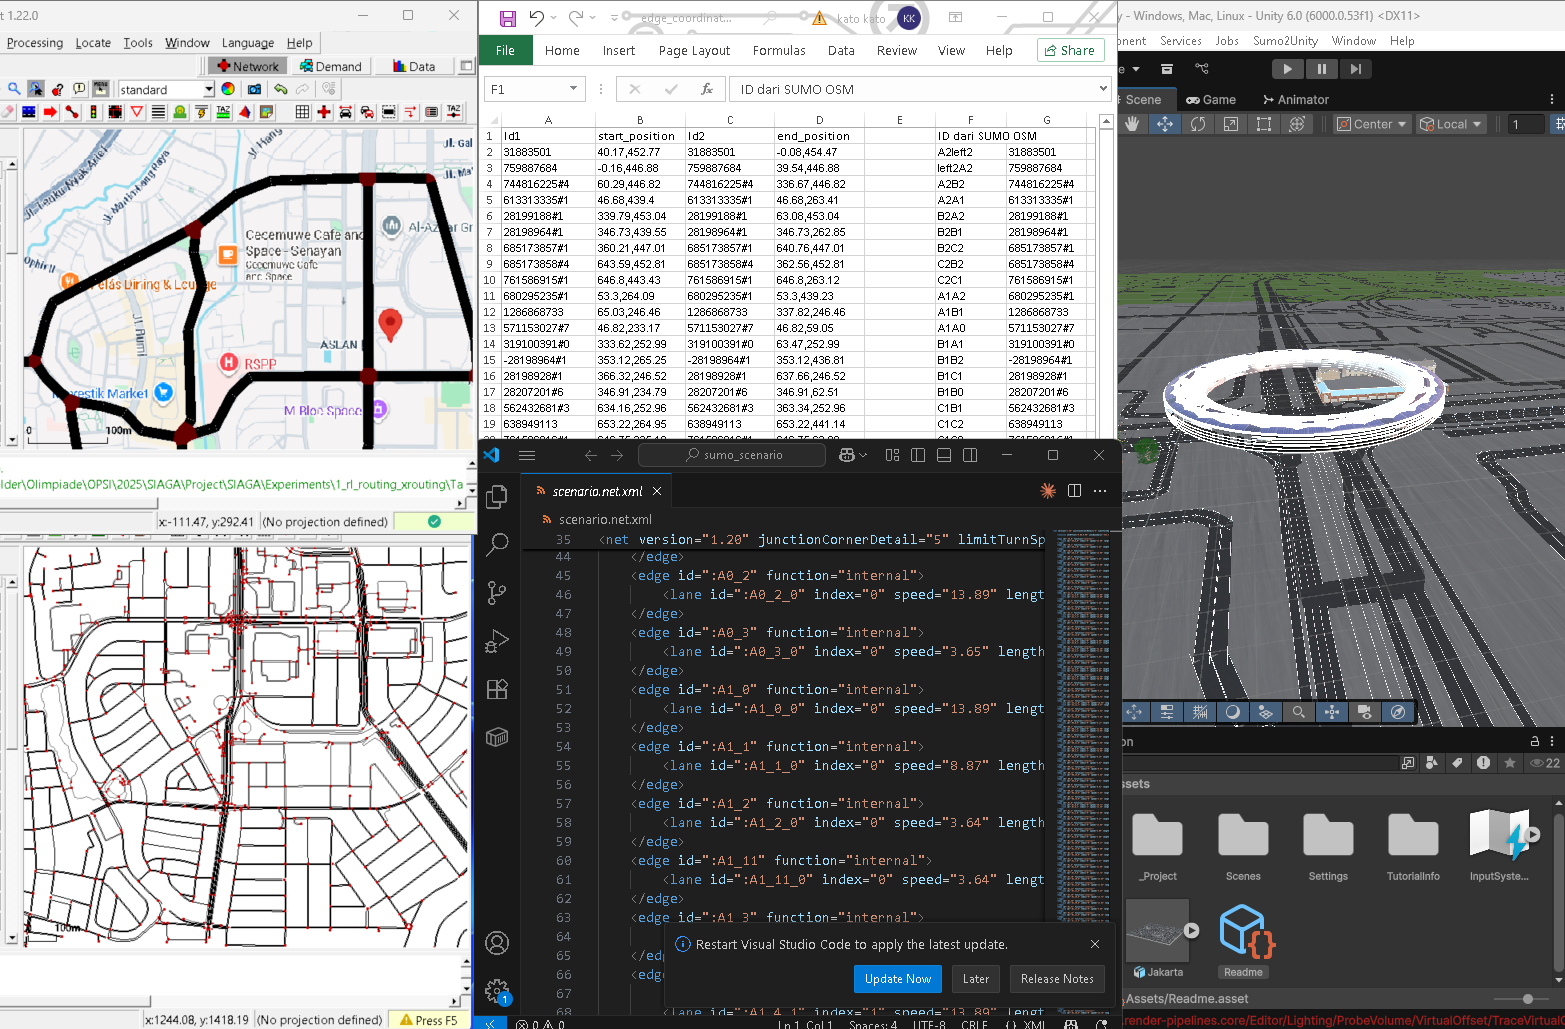 t 1.22.0
Processing Locate Tools Window Language Help
Network Demand Data
standard
TAZ TAZ
Jl. Gal
Cecemuwe Cafe and
Space - Senayan
Cecemuwe Cafe
and Space
Al-Azhar Gr
elas Dining & Lounge
Jl. Rumi
ASLAN
RSPP
Mayestik Market
M Bloc Space
0 100m
lder\Olimpiade\OPSI\2025\SIAGA\Project\SIAGA\Experiments\1_rl_routing_xrouting\Ta
x:-111.47, y:292.41 (No projection defined)
0 100m
x:1244.08, y:1418.19 (No projection defined) Press F5
edge_coordinat... kato kato KK
File Home Insert Page Layout Formulas Data Review View Help Share
F1 fx ID dari SUMO OSM
A B C D E F G
1 Id1 start_position Id2 end_position ID dari SUMO OSM
2 31883501 40.17,452.77 31883501 -0.08,454.47 A2left2 31883501
3 759887684 -0.16,446.88 759887684 39.54,446.88 left2A2 759887684
4 744816225#4 60.29,446.82 744816225#4 336.67,446.82 A2B2 744816225#4
5 613313335#1 46.68,439.4 613313335#1 46.68,263.41 A2A1 613313335#1
6 28199188#1 339.79,453.04 28199188#1 63.08,453.04 B2A2 28199188#1
7 28198964#1 346.73,439.55 28198964#1 346.73,262.85 B2B1 28198964#1
8 685173857#1 360.21,447.01 685173857#1 640.76,447.01 B2C2 685173857#1
9 685173858#4 643.59,452.81 685173858#4 362.56,452.81 C2B2 685173858#4
10 761586915#1 646.8,443.43 761586915#1 646.8,263.12 C2C1 761586915#1
11 680295235#1 53.3,264.09 680295235#1 53.3,439.23 A1A2 680295235#1
12 1286868733 65.03,246.46 1286868733 337.82,246.46 A1B1 1286868733
13 571153027#7 46.82,233.17 571153027#7 46.82,59.05 A1A0 571153027#7
14 319100391#0 333.62,252.99 319100391#0 63.47,252.99 B1A1 319100391#0
15 -28198964#1 353.12,265.25 -28198964#1 353.12,436.81 B1B2 -28198964#1
16 28198928#1 366.32,246.52 28198928#1 637.66,246.52 B1C1 28198928#1
17 28207201#6 346.91,234.79 28207201#6 346.91,62.51 B1B0 28207201#6
18 562432681#3 634.16,252.96 562432681#3 363.34,252.96 C1B1 562432681#3
19 638949113 653.22,264.95 638949113 653.22,441.14 C1C2 638949113
sumo_scenario
scenario.net.xml
scenario.net.xml
35 <net version="1.20" junctionCornerDetail="5" limitTurnSp
44 </edge>
45 <edge id=":A0_2" function="internal">
46 <lane id=":A0_2_0" index="0" speed="13.89" lengt
47 </edge>
48 <edge id=":A0_3" function="internal">
49 <lane id=":A0_3_0" index="0" speed="3.65" length
50 </edge>
51 <edge id=":A1_0" function="internal">
52 <lane id=":A1_0_0" index="0" speed="13.89" lengt
53 </edge>
54 <edge id=":A1_1" function="internal">
55 <lane id=":A1_1_0" index="0" speed="8.87" length
56 </edge>
57 <edge id=":A1_2" function="internal">
58 <lane id=":A1_2_0" index="0" speed="3.64" length
59 </edge>
60 <edge id=":A1_11" function="internal">
61 <lane id=":A1_11_0" index="0" speed="3.64" lengt
62 </edge>
63 <edge id=":A1_3" function="internal">
64
65 </ed
66 <edge
67
68
Restart Visual Studio Code to apply the latest update.
Update Now Later Release Notes
1
0 0 Ln 1, Col 1 Spaces: 4 UTF-8 CRLF XML
y - Windows, Mac, Linux - Unity 6.0 (6000.0.53f1) <DX11>
onent Services Jobs Sumo2Unity Window Help
e
Scene Game Animator
Center Local 1
on
22
ssets
_Project Scenes Settings TutorialInfo InputSyste...
Jakarta Readme
Assets/Readme.asset
.render-pipelines.core/Editor/Lighting/ProbeVolume/VirtualOffset/TraceVirtualO